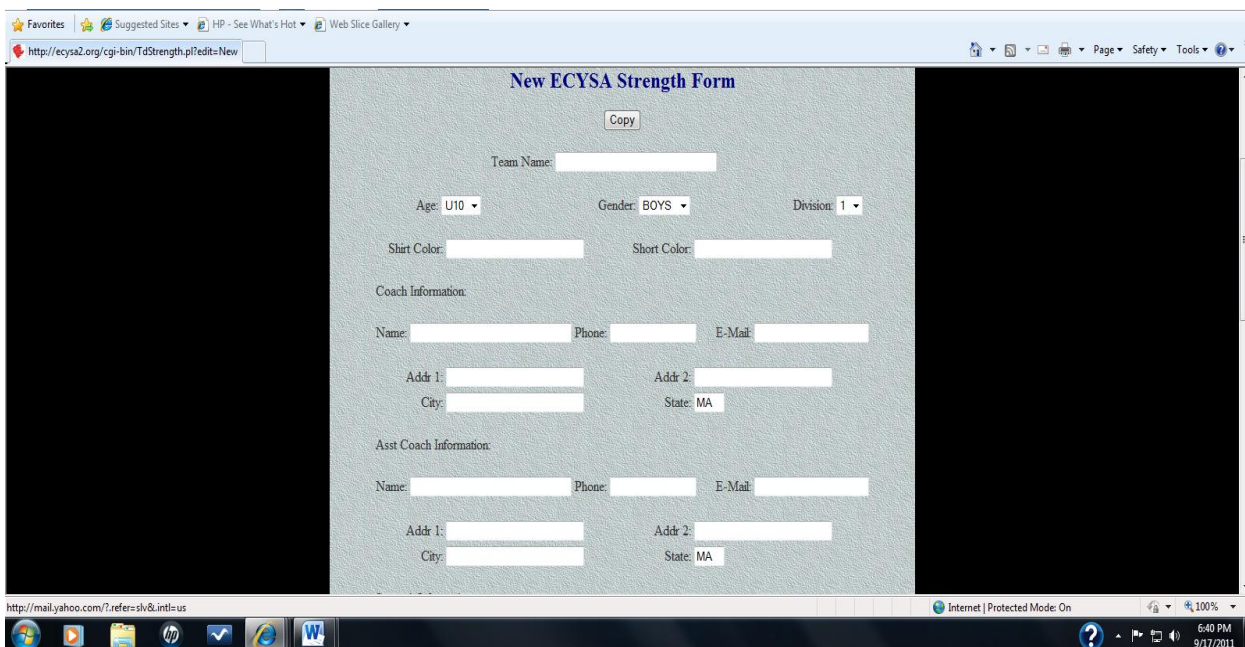 Favorites Suggested Sites HP - See What's Hot Web Slice Gallery
http://ecysa2.org/cgi-bin/TdStrength.pl?edit=New Page Safety Tools
New ECYSA Strength Form
Copy
Team Name:
Age: U10 Gender: BOYS Division: 1
Shirt Color: Short Color:
Coach Information:
Name: Phone: E-Mail:
Addr 1: Addr 2:
City: State: MA
Asst Coach Information:
Name: Phone: E-Mail:
Addr 1: Addr 2:
City: State: MA
http://mail.yahoo.com/?.refer=slv&.intl=us Internet | Protected Mode: On 100%
hp W 6:40 PM
9/17/2011